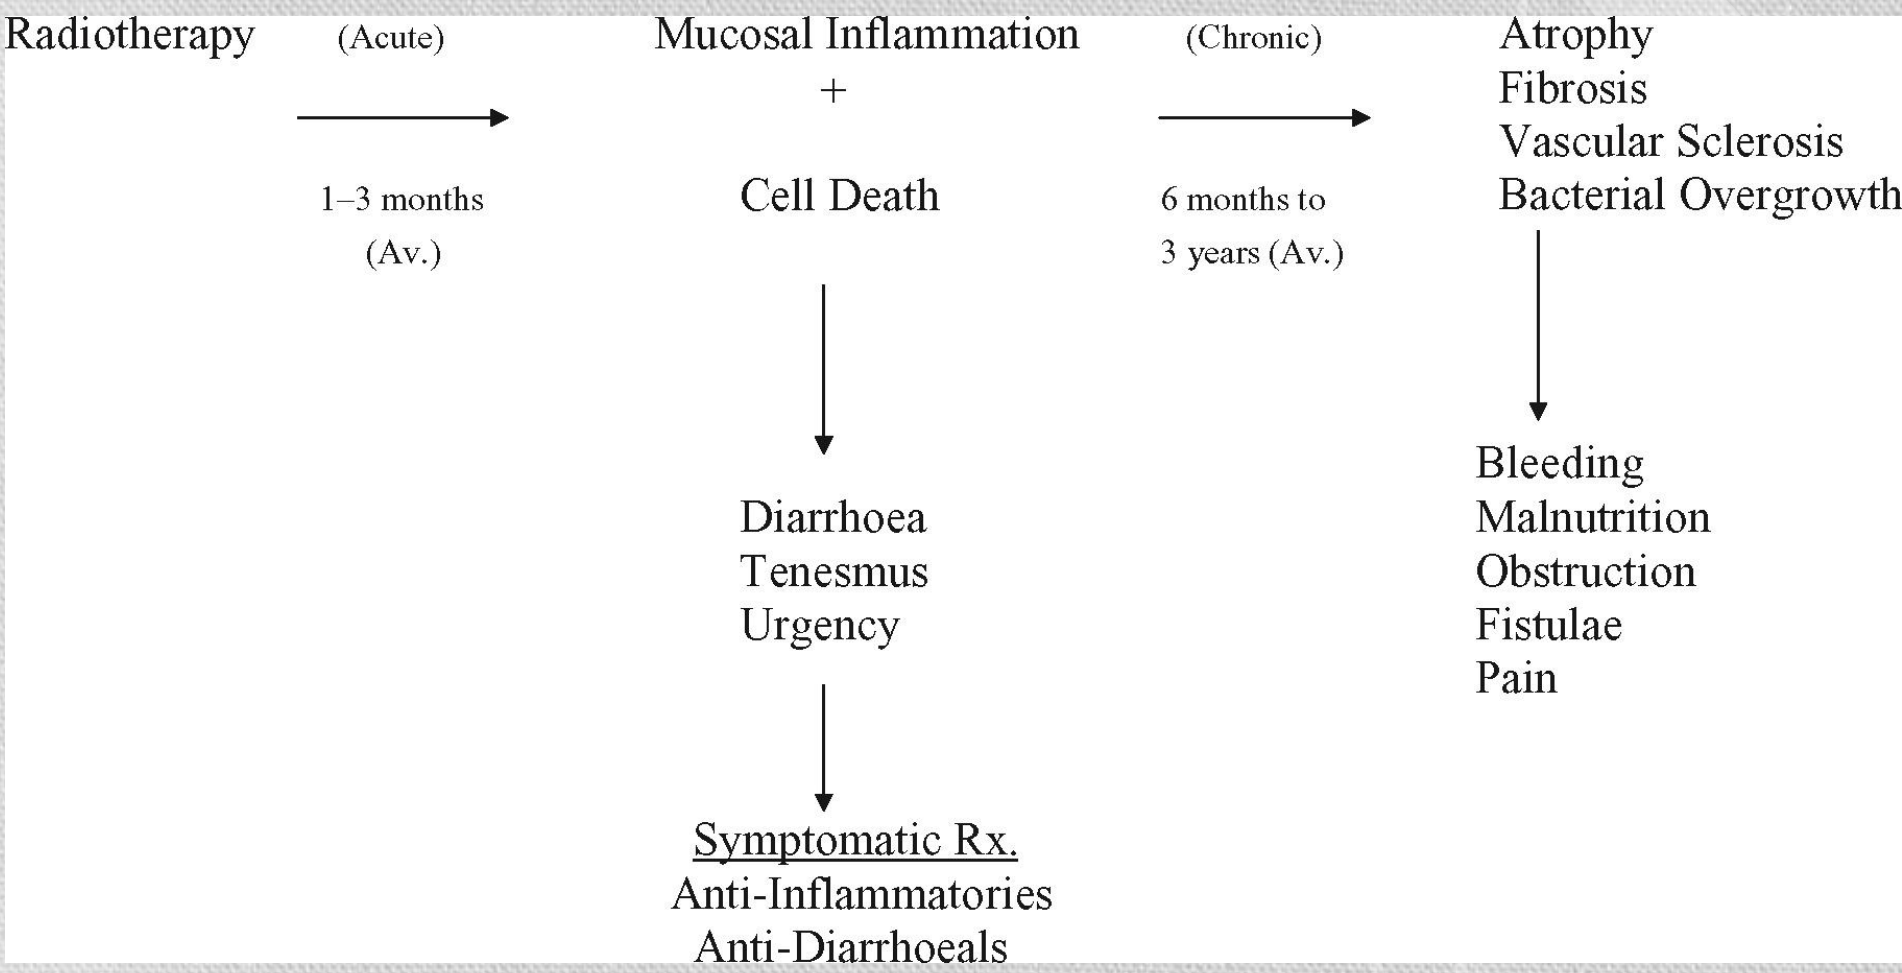 Radiotherapy (Acute) Mucosal Inflammation (Chronic) Atrophy
+ Fibrosis
Vascular Sclerosis
1–3 months Cell Death 6 months to Bacterial Overgrowth
(Av.) 3 years (Av.)
Bleeding
Diarrhoea Malnutrition
Tenesmus Obstruction
Urgency Fistulae
Pain
Symptomatic Rx.
Anti-Inflammatories
Anti-Diarrhoeals